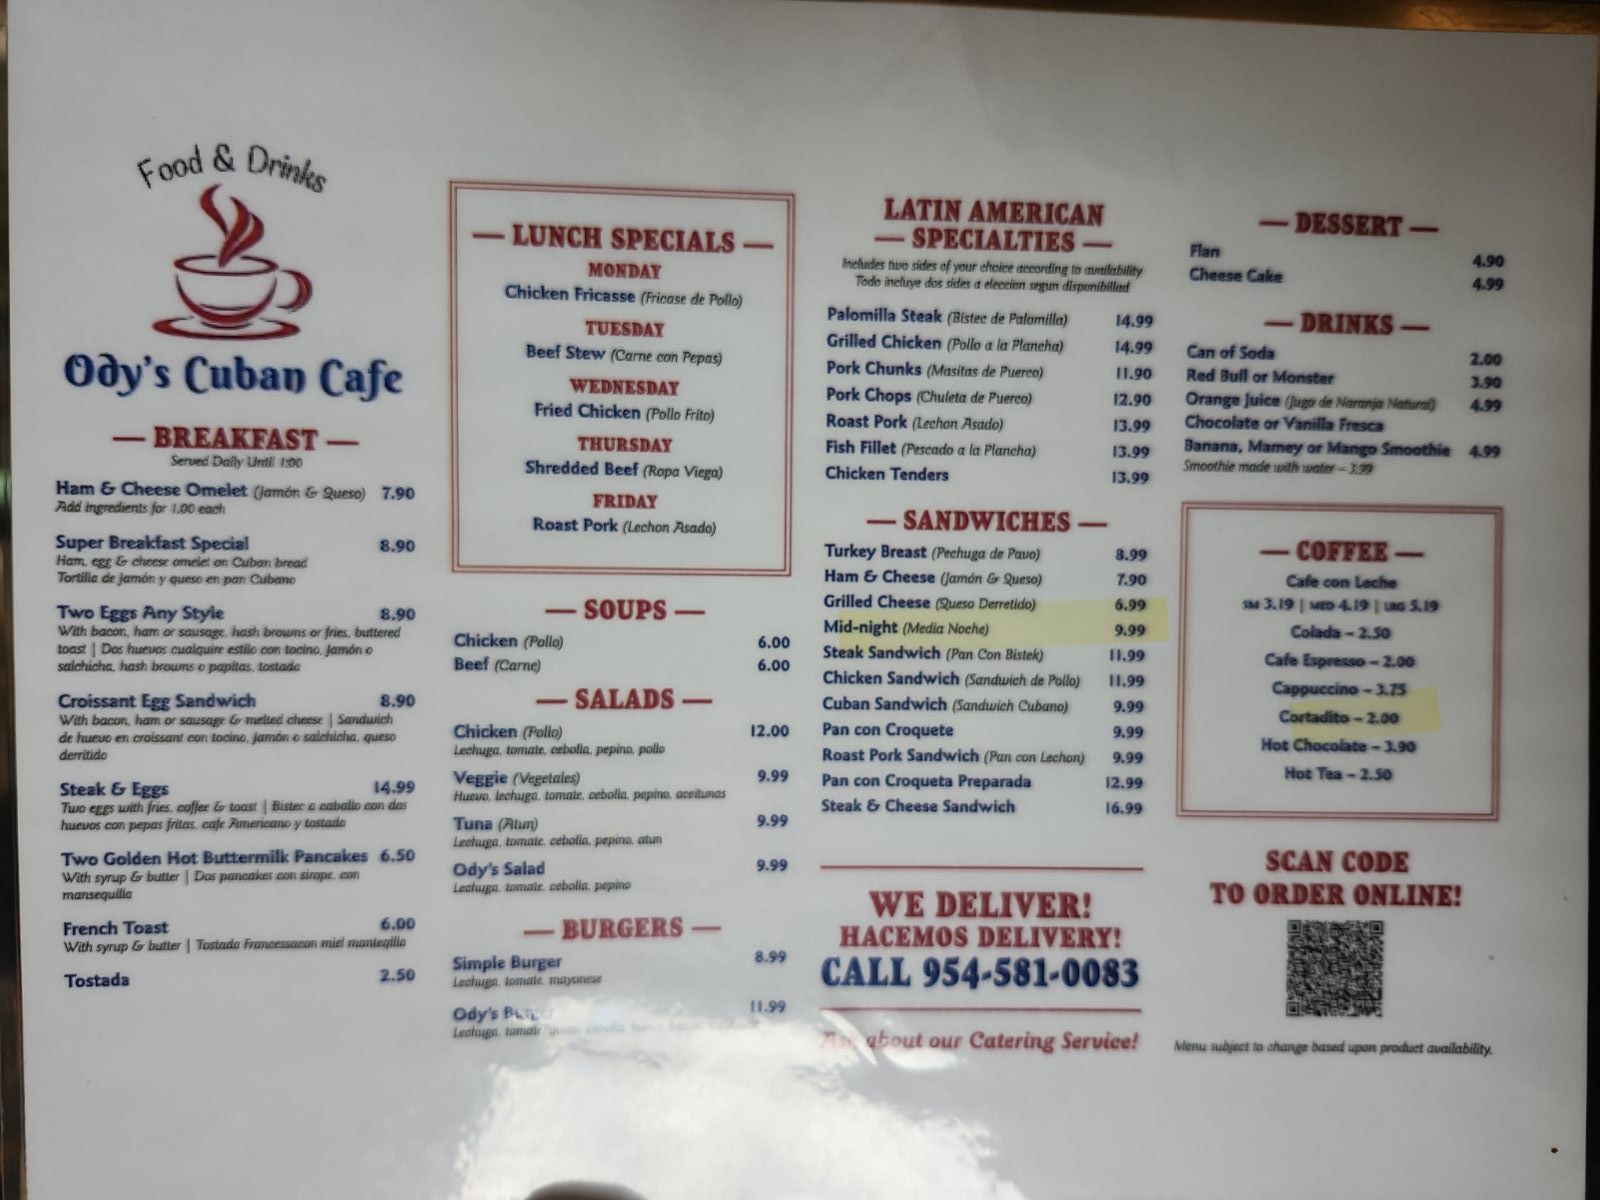 Food & Drinks
Ody's Cuban Cafe
— BREAKFAST —
Served Daily Until 1:00
Ham & Cheese Omelet (Jamón & Queso) 7.90
Add ingredients for 1.00 each
Super Breakfast Special 8.90
Ham, egg & cheese omelet on Cuban bread
Tortilla de jamón y queso en pan Cubano
Two Eggs Any Style 8.90
With bacon, ham or sausage, hash browns or fries, buttered
toast | Dos huevos cualquire estilo con tocino, jamón o
salchicha, hash browns o papitas, tostada
Croissant Egg Sandwich 8.90
With bacon, ham or sausage & melted cheese | Sandwich
de huevo en croissant con tocino, jamón o salchicha, queso
derritido
Steak & Eggs 14.99
Two eggs with fries, coffee & toast | Bistec a caballo con dos
huevos con papas fritas, cafe Americano y tostada
Two Golden Hot Buttermilk Pancakes 6.50
With syrup & butter | Dos pancakes con sirope, con
mansequilla
French Toast 6.00
With syrup & butter | Tostada Francessacon miel mantegilla
Tostada 2.50
— LUNCH SPECIALS —
MONDAY
Chicken Fricasse (Fricase de Pollo)
TUESDAY
Beef Stew (Carne con Papas)
WEDNESDAY
Fried Chicken (Pollo Frito)
THURSDAY
Shredded Beef (Ropa Viega)
FRIDAY
Roast Pork (Lechon Asado)
— SOUPS —
Chicken (Pollo) 6.00
Beef (Carne) 6.00
— SALADS —
Chicken (Pollo) 12.00
Lechuga, tomate, cebolla, pepino, pollo
Veggie (Vegetales) 9.99
Huevo, lechuga, tomate, cebolla, pepino, aceitunas
Tuna (Atun) 9.99
Lechuga, tomate, cebolla, pepino, atun
Ody's Salad 9.99
Lechuga, tomate, cebolla, pepino
— BURGERS —
Simple Burger 8.99
Lechuga, tomate, mayonese
Ody's Burger 11.99
Lechuga, tomate
LATIN AMERICAN
— SPECIALTIES —
Includes two sides of your choice according to availability
Todo incluye dos sides a eleccion segun disponibilied
Palomilla Steak (Bistec de Palomilla) 14.99
Grilled Chicken (Pollo a la Plancha) 14.99
Pork Chunks (Masitas de Puerco) 11.90
Pork Chops (Chuleta de Puerco) 12.90
Roast Pork (Lechon Asado) 13.99
Fish Fillet (Pescado a la Plancha) 13.99
Chicken Tenders 13.99
— SANDWICHES —
Turkey Breast (Pechuga de Pavo) 8.99
Ham & Cheese (Jamón & Queso) 7.90
Grilled Cheese (Queso Derretido) 6.99
Mid-night (Media Noche) 9.99
Steak Sandwich (Pan Con Bistek) 11.99
Chicken Sandwich (Sandwich de Pollo) 11.99
Cuban Sandwich (Sandwich Cubano) 9.99
Pan con Croquete 9.99
Roast Pork Sandwich (Pan con Lechon) 9.99
Pan con Croqueta Preparada 12.99
Steak & Cheese Sandwich 16.99
WE DELIVER!
HACEMOS DELIVERY!
CALL 954-581-0083
Ask about our Catering Service!
— DESSERT —
Flan 4.90
Cheese Cake 4.99
— DRINKS —
Can of Soda 2.00
Red Bull or Monster 3.90
Orange Juice (Jugo de Naranja Natural) 4.99
Chocolate or Vanilla Fresca
Banana, Mamey or Mango Smoothie 4.99
Smoothie made with water – 3.99
— COFFEE —
Cafe con Leche
SM 3.19 | MED 4.19 | LRG 5.19
Colada – 2.50
Cafe Espresso – 2.00
Cappuccino – 3.75
Cortadito – 2.00
Hot Chocolate – 3.90
Hot Tea – 2.50
SCAN CODE
TO ORDER ONLINE!
Menu subject to change based upon product availability.